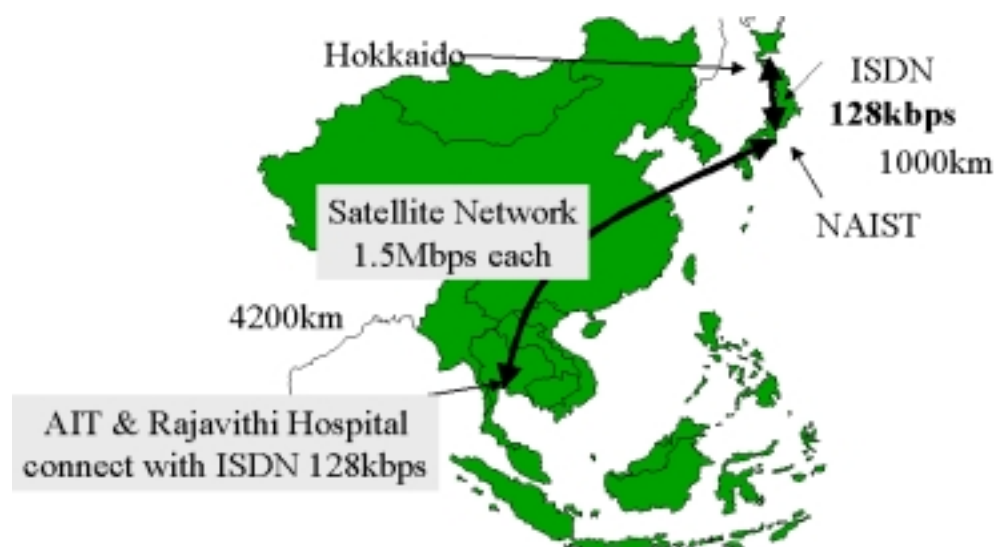 Hokkaido
ISDN
128kbps
1000km
NAIST
Satellite Network
1.5Mbps each
4200km
AIT & Rajavithi Hospital
connect with ISDN 128kbps